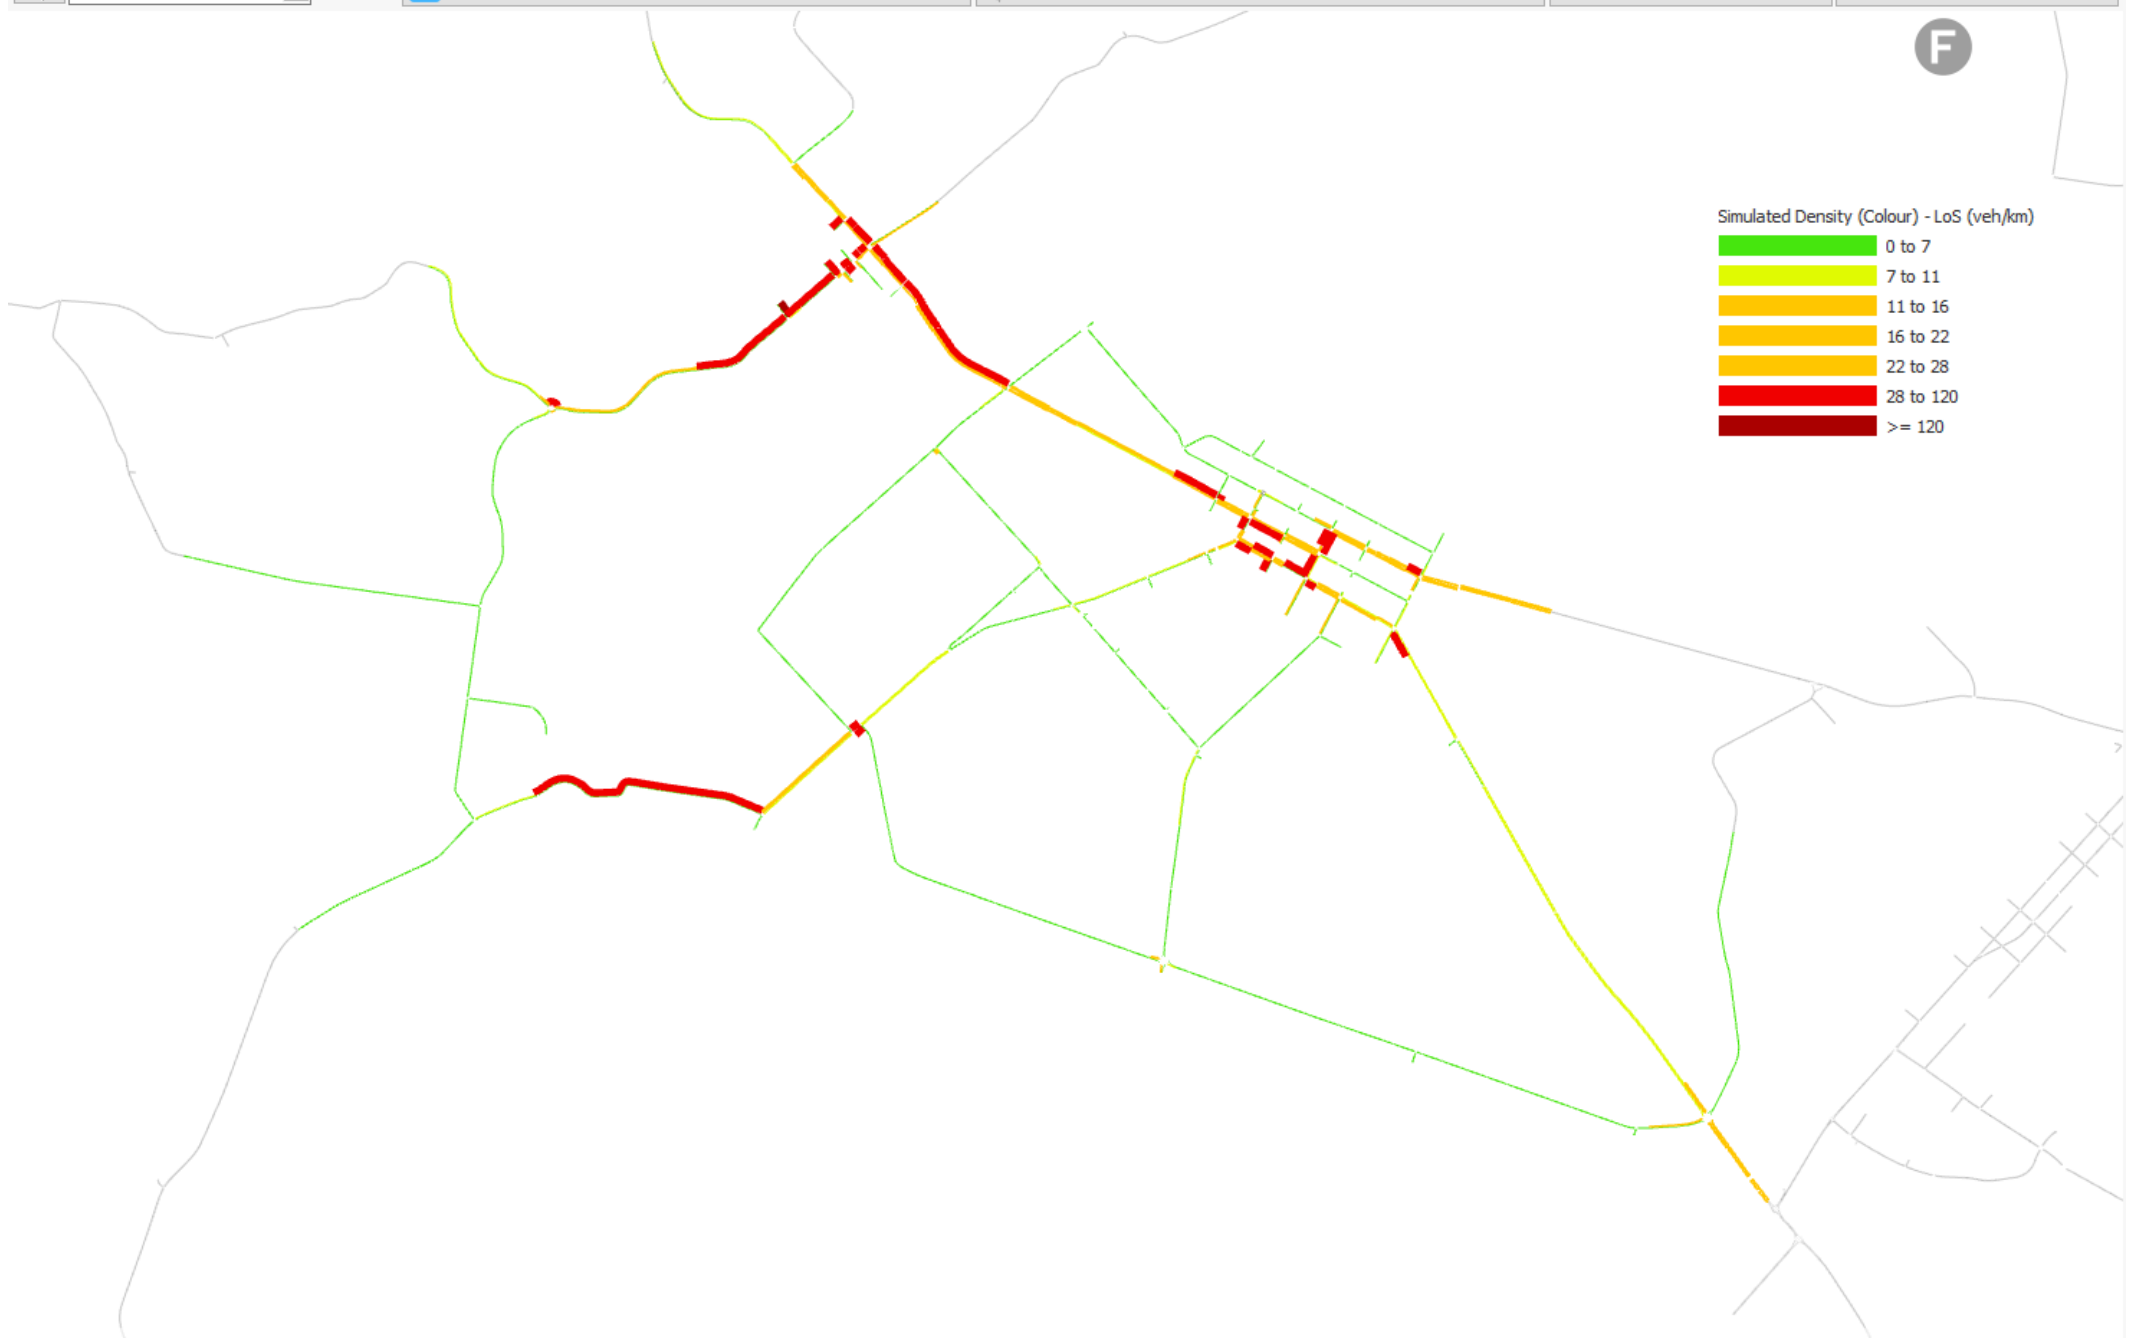 F
Simulated Density (Colour) - LoS (veh/km)
0 to 7
7 to 11
11 to 16
16 to 22
22 to 28
28 to 120
>= 120